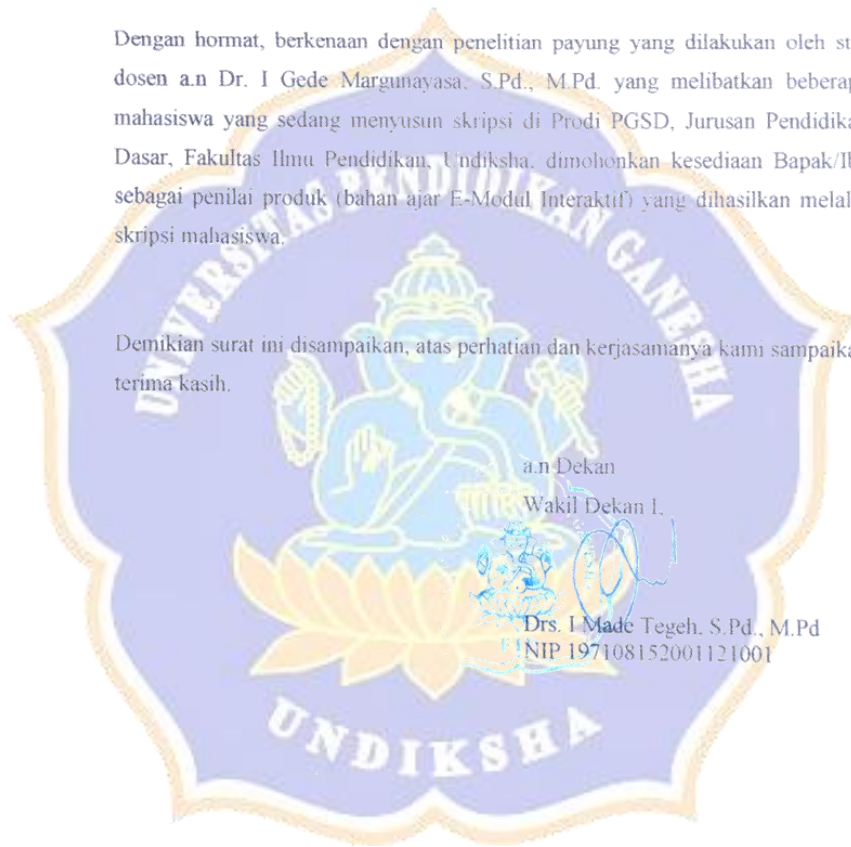 Dengan hormat, berkenaan dengan penelitian payung yang dilakukan oleh st
dosen a.n Dr. I Gede Margunayasa, S.Pd., M.Pd. yang melibatkan beberap
mahasiswa yang sedang menyusun skripsi di Prodi PGSD, Jurusan Pendidika
Dasar, Fakultas Ilmu Pendidikan, Undiksha, dimohonkan kesediaan Bapak/Ib
sebagai penilai produk (bahan ajar E-Modul Interaktif) yang dihasilkan melal
skripsi mahasiswa.
UNIVERSITAS PENDIDIKAN GANESHA
Demikian surat ini disampaikan, atas perhatian dan kerjasamanya kami sampaika
terima kasih.
a.n Dekan
Wakil Dekan I,
Drs. I Made Tegeh, S.Pd., M.Pd
NIP 197108152001121001
UNDIKSHA